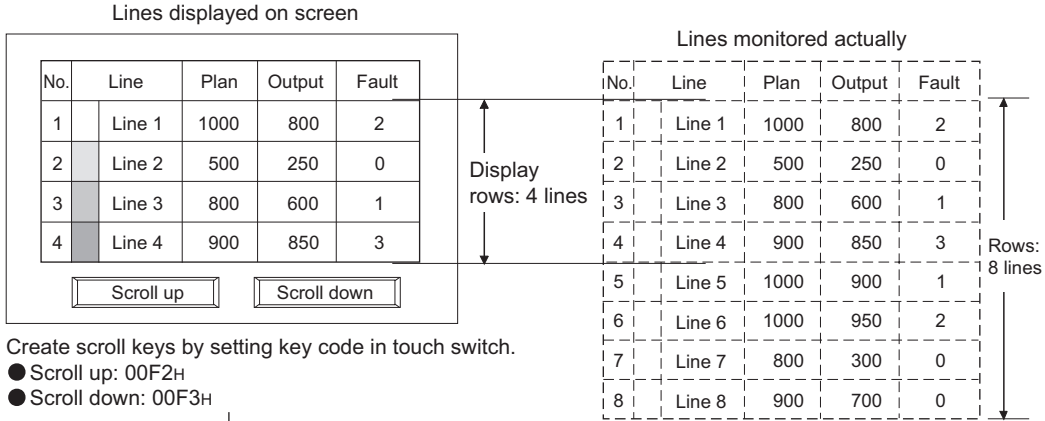 Lines displayed on screen
No. Line Plan Output Fault
1 Line 1 1000 800 2
2 Line 2 500 250 0
3 Line 3 800 600 1
4 Line 4 900 850 3
Scroll up Scroll down
Display
rows: 4 lines
Lines monitored actually
No. Line Plan Output Fault
1 Line 1 1000 800 2
2 Line 2 500 250 0
3 Line 3 800 600 1
4 Line 4 900 850 3
5 Line 5 1000 900 1
6 Line 6 1000 950 2
7 Line 7 800 300 0
8 Line 8 900 700 0
Rows:
8 lines
Create scroll keys by setting key code in touch switch.
● Scroll up: 00F2H
● Scroll down: 00F3H